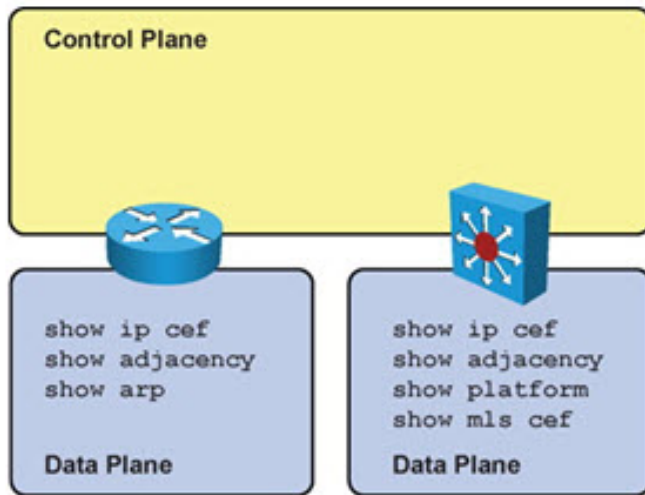 Control Plane
show ip cef
show adjacency
show arp
Data Plane
show ip cef
show adjacency
show platform
show mls cef
Data Plane